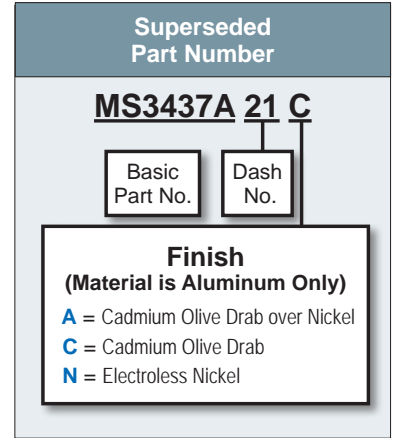 Superseded
Part Number
MS3437A 21 C
Basic
Part No.
Dash
No.
Finish
(Material is Aluminum Only)
A = Cadmium Olive Drab over Nickel
C = Cadmium Olive Drab
N = Electroless Nickel